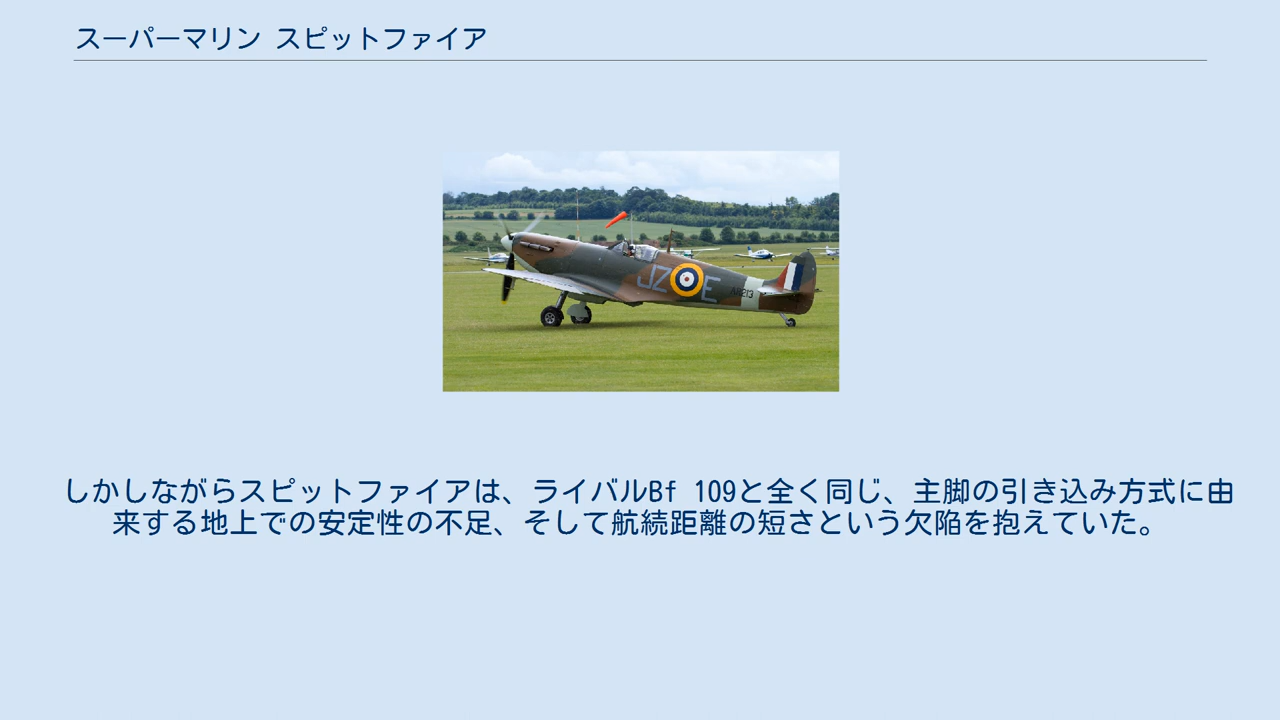 スーパーマリン スピットファイア
JZ E
しかしながらスピットファイアは、ライバルBf 109と全く同じ、主脚の引き込み方式に由
来する地上での安定性の不足、そして航続距離の短さという欠陥を抱えていた。